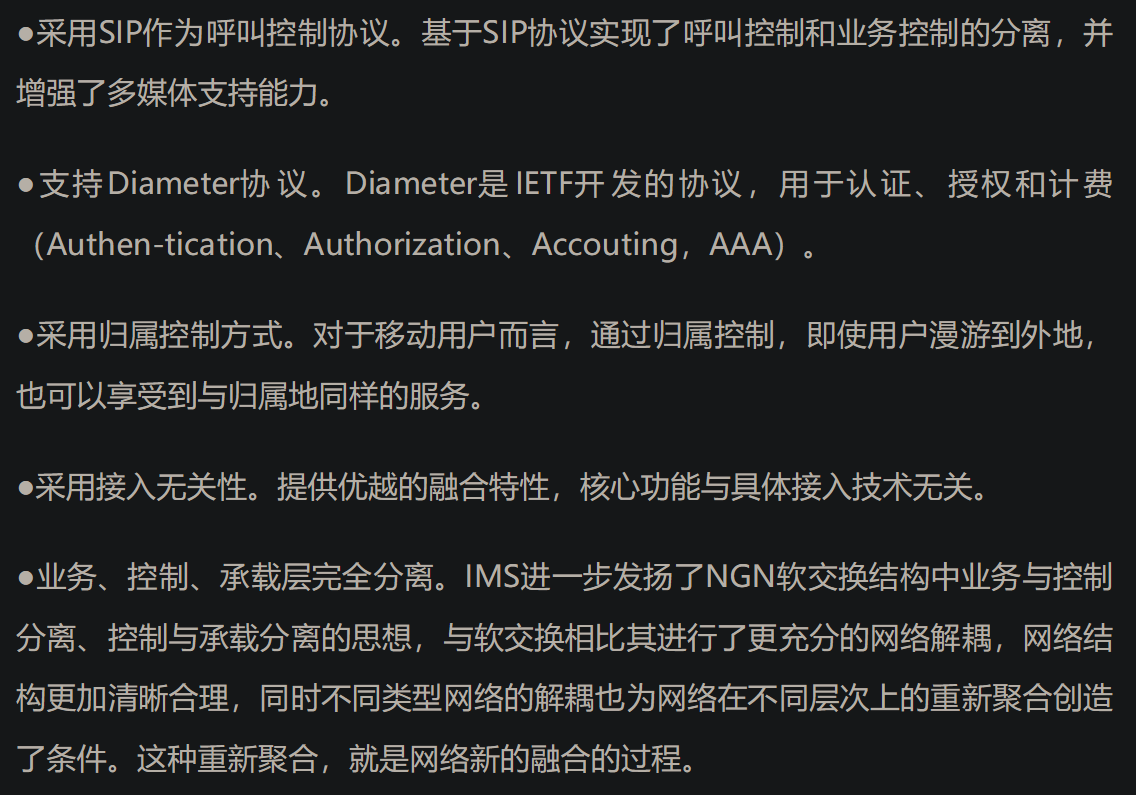 ●采用SIP作为呼叫控制协议。基于SIP协议实现了呼叫控制和业务控制的分离，并
增强了多媒体支持能力。
●支持Diameter协议。Diameter是IETF开发的协议，用于认证、授权和计费
（Authen-tication、Authorization、Accouting，AAA）。
●采用归属控制方式。对于移动用户而言，通过归属控制，即使用户漫游到外地，
也可以享受到与归属地同样的服务。
●采用接入无关性。提供优越的融合特性，核心功能与具体接入技术无关。
●业务、控制、承载层完全分离。IMS进一步发扬了NGN软交换结构中业务与控制
分离、控制与承载分离的思想，与软交换相比其进行了更充分的网络解耦，网络结
构更加清晰合理，同时不同类型网络的解耦也为网络在不同层次上的重新聚合创造
了条件。这种重新聚合，就是网络新的融合的过程。